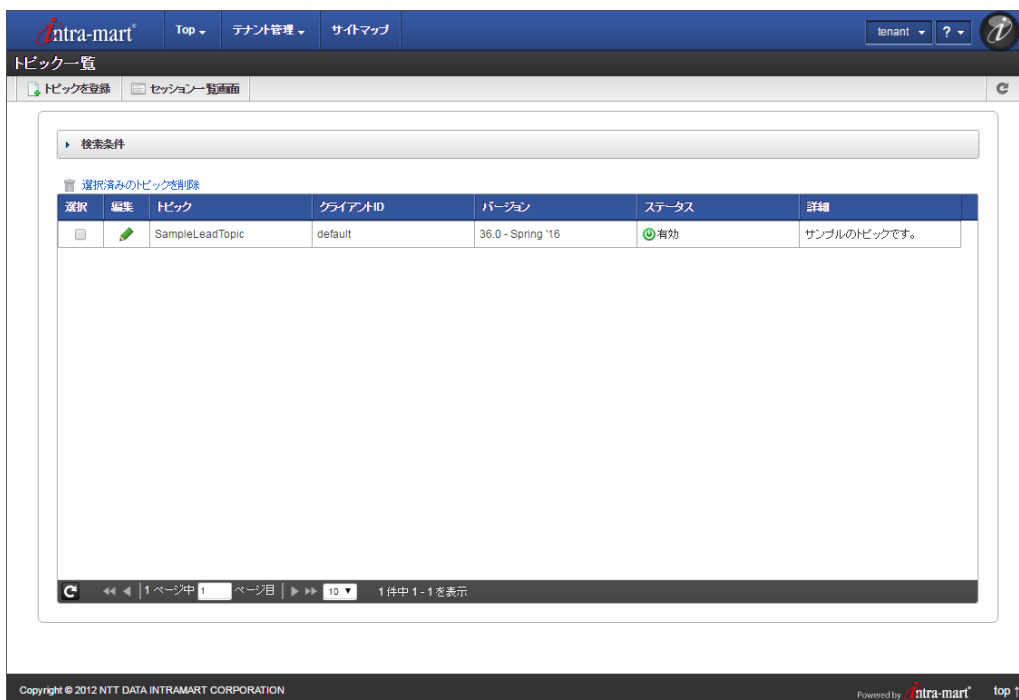 intra-mart® Top テナント管理 サイトマップ tenant ?
トピック一覧
トピックを登録 セッション一覧画面
検索条件
選択済みのトピックを削除
選択 編集 トピック クライアントID バージョン ステータス 詳細
SampleLeadTopic default 36.0 - Spring '16 有効 サンプルのトピックです。
1 ページ中 1 ページ目 10 1 件中 1 - 1 を表示
Copyright © 2012 NTT DATA INTRAMART CORPORATION Powered by intra-mart® top ↑